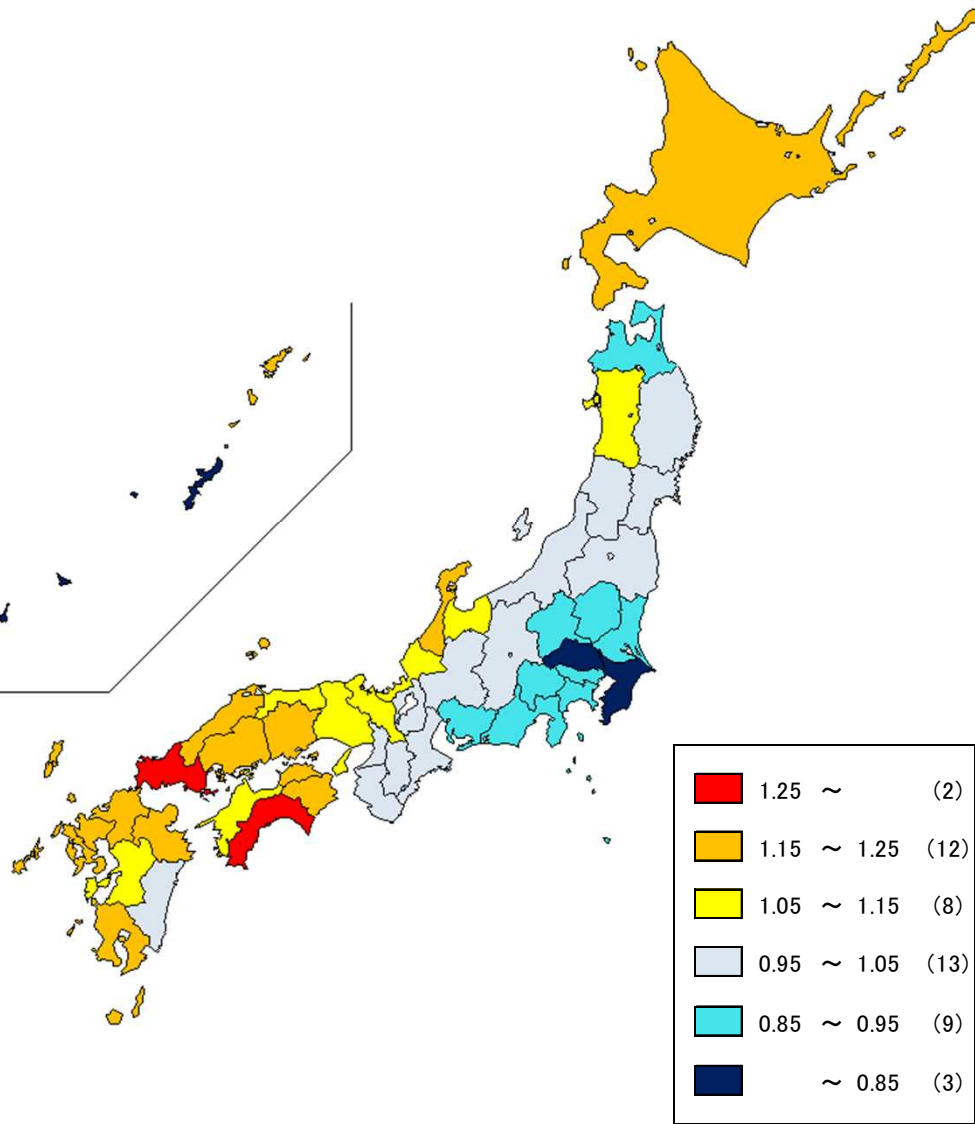 1.25 ～ （2）
1.15 ～ 1.25 （12）
1.05 ～ 1.15 （8）
0.95 ～ 1.05 （13）
0.85 ～ 0.95 （9）
～ 0.85 （3）